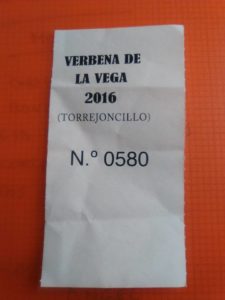 VERBENA DE
LA VEGA
2016
(TORREJONCILLO)
N.º 0580